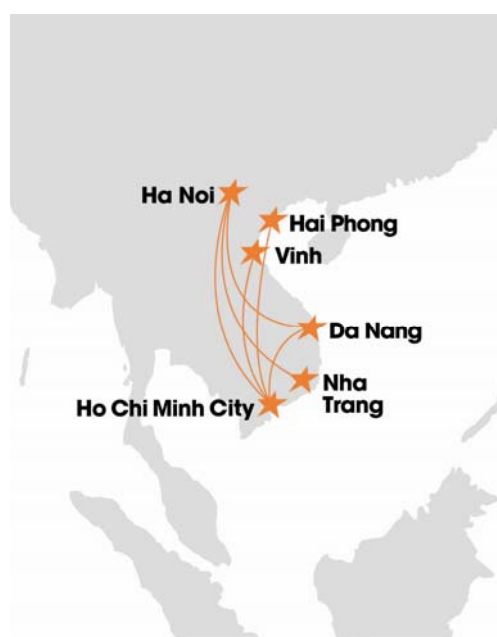 Ha Noi
Hai Phong
Vinh
Da Nang
Nha
Trang
Ho Chi Minh City